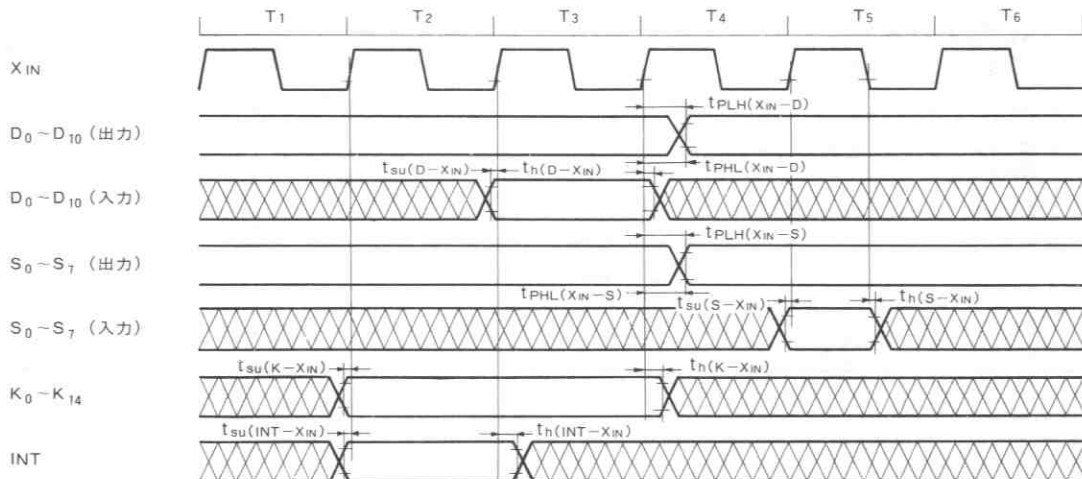 T1 T2 T3 T4 T5 T6
XIN
tPLH(XIN−D)
D0~D10 (出力)
tsu(D−XIN) th(D−XIN) tPHL(XIN−D)
D0~D10 (入力)
tPLH(XIN−S)
S0~S7 (出力)
tPHL(XIN−S) tsu(S−XIN) th(S−XIN)
S0~S7 (入力)
tsu(K−XIN) th(K−XIN)
K0~K14
tsu(INT−XIN) th(INT−XIN)
INT